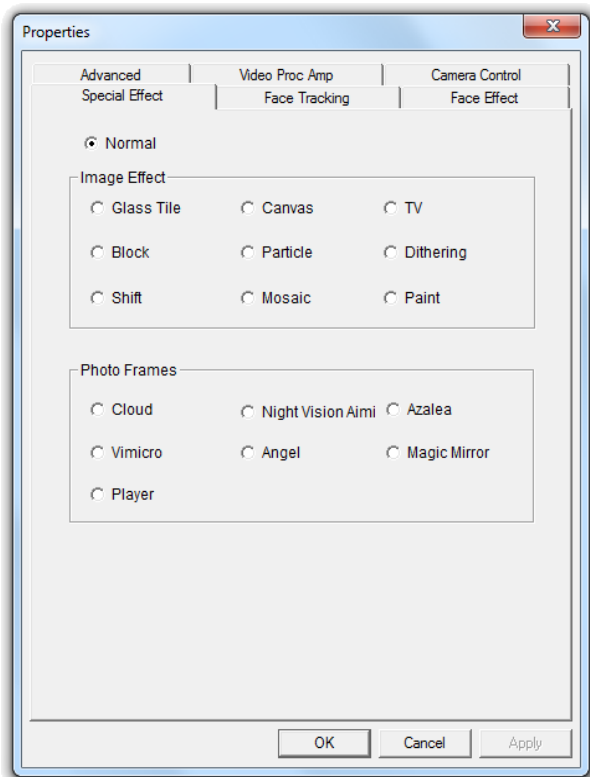 Properties
Advanced Video Proc Amp Camera Control
Special Effect Face Tracking Face Effect
Normal
Image Effect
Glass Tile Canvas TV
Block Particle Dithering
Shift Mosaic Paint
Photo Frames
Cloud Night Vision Aimi Azalea
Vimicro Angel Magic Mirror
Player
OK Cancel Apply